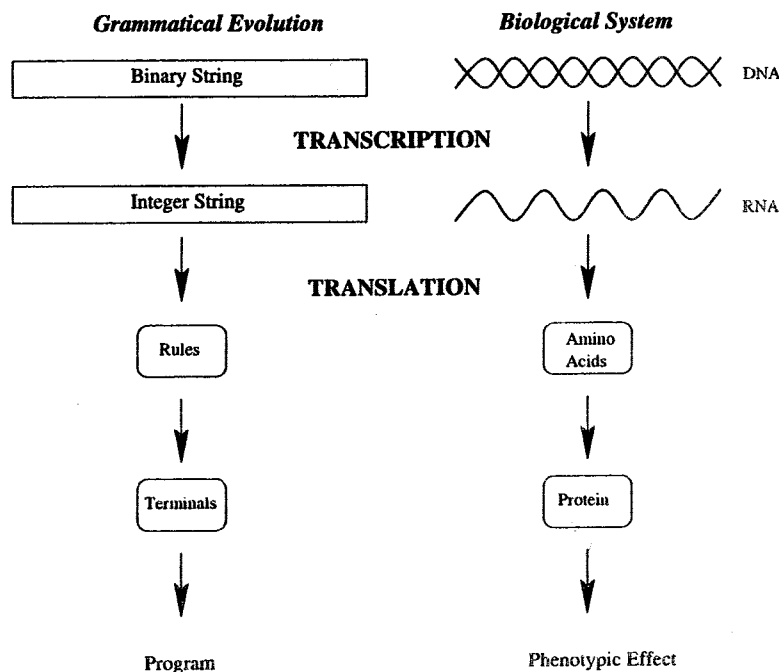 Grammatical Evolution
Biological System
Binary String
DNA
TRANSCRIPTION
Integer String
RNA
TRANSLATION
Rules
Amino
Acids
Terminals
Protein
Program
Phenotypic Effect